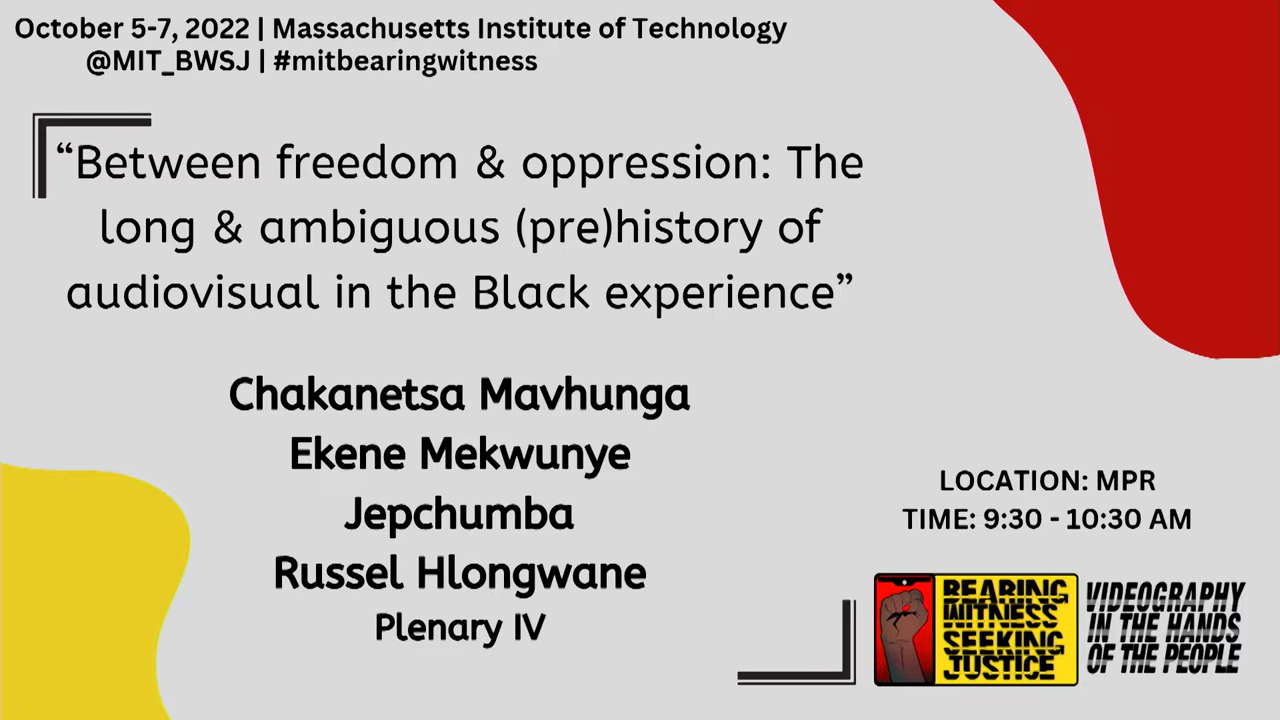 October 5-7, 2022 | Massachusetts Institute of Technology
@MIT_BWSJ | #mitbearingwitness
“Between freedom & oppression: The
long & ambiguous (pre)history of
audiovisual in the Black experience”
Chakanetsa Mavhunga
Ekene Mekwunye
Jepchumba
Russel Hlongwane
Plenary IV
LOCATION: MPR
TIME: 9:30 - 10:30 AM
BEARING
WITNESS
SEEKING
JUSTICE
VIDEOGRAPHY
IN THE HANDS
OF THE PEOPLE